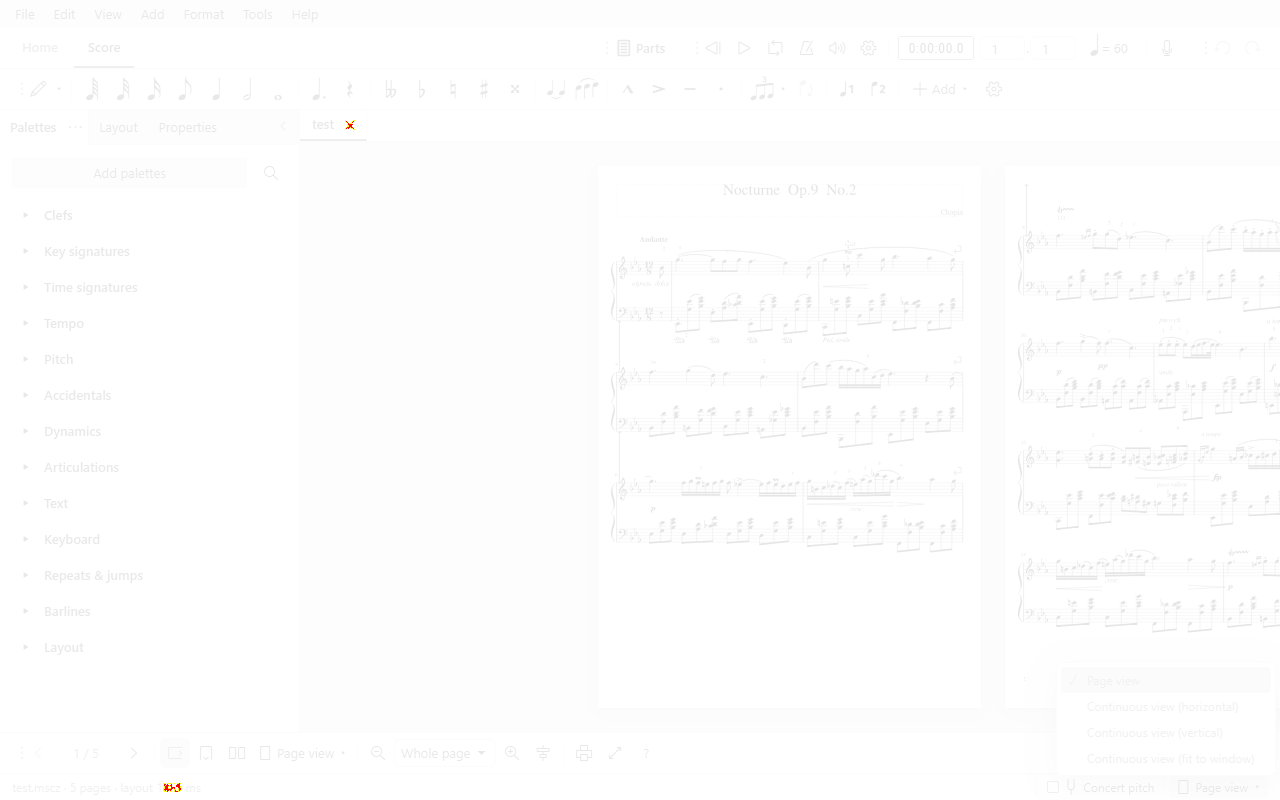 File Edit View Add Format Tools Help
Home Score Parts 0:00:00.0 1 . 1 = 60
Add
Palettes Layout Properties test
Add palettes
Clefs
Key signatures
Time signatures
Tempo
Pitch
Accidentals
Dynamics
Articulations
Text
Keyboard
Repeats & jumps
Barlines
Layout
Nocturne Op.9 No.2
Chopin
Andante
Page view
Continuous view (horizontal)
Continuous view (vertical)
Continuous view (fit to window)
1 / 5 Page view Whole page ?
test.mscz · 5 pages · layout
Concert pitch Page view